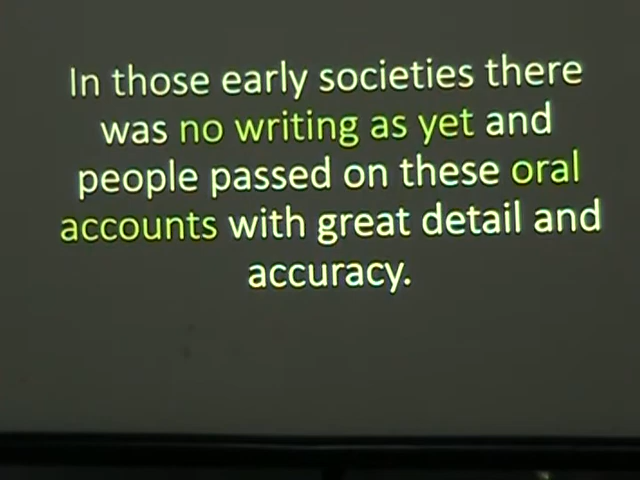 In those early societies there
was no writing as yet and
people passed on these oral
accounts with great detail and
accuracy.